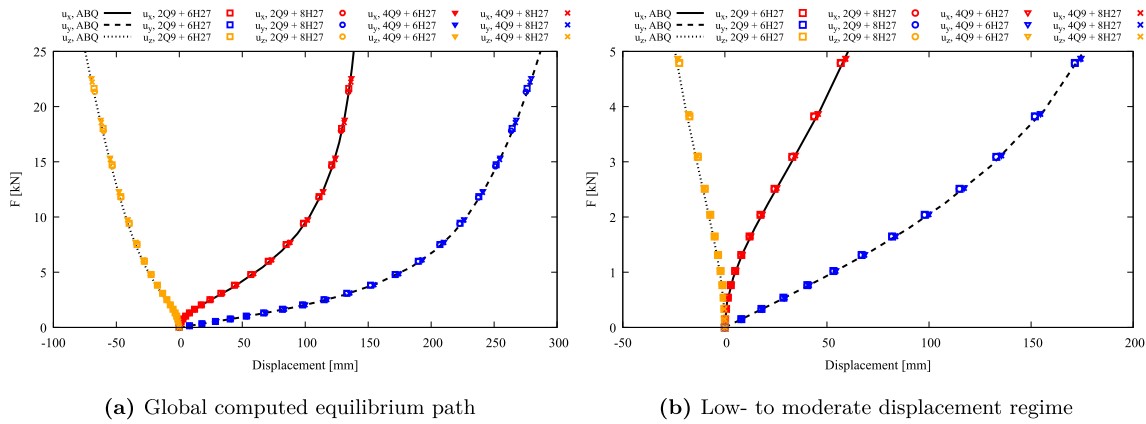 uₓ, ABQ uₓ, 2Q9 + 6H27 uₓ, 2Q9 + 8H27 uₓ, 4Q9 + 6H27 uₓ, 4Q9 + 8H27
u_y, ABQ u_y, 2Q9 + 6H27 u_y, 2Q9 + 8H27 u_y, 4Q9 + 6H27 u_y, 4Q9 + 8H27
u_z, ABQ u_z, 2Q9 + 6H27 u_z, 2Q9 + 8H27 u_z, 4Q9 + 6H27 u_z, 4Q9 + 8H27
25
20
15
10
5
0
F [kN]
-100 -50 0 50 100 150 200 250 300
Displacement [mm]
(a) Global computed equilibrium path
uₓ, ABQ uₓ, 2Q9 + 6H27 uₓ, 2Q9 + 8H27 uₓ, 4Q9 + 6H27 uₓ, 4Q9 + 8H27
u_y, ABQ u_y, 2Q9 + 6H27 u_y, 2Q9 + 8H27 u_y, 4Q9 + 6H27 u_y, 4Q9 + 8H27
u_z, ABQ u_z, 2Q9 + 6H27 u_z, 2Q9 + 8H27 u_z, 4Q9 + 6H27 u_z, 4Q9 + 8H27
5
4
3
2
1
0
F [kN]
-50 0 50 100 150 200
Displacement [mm]
(b) Low- to moderate displacement regime